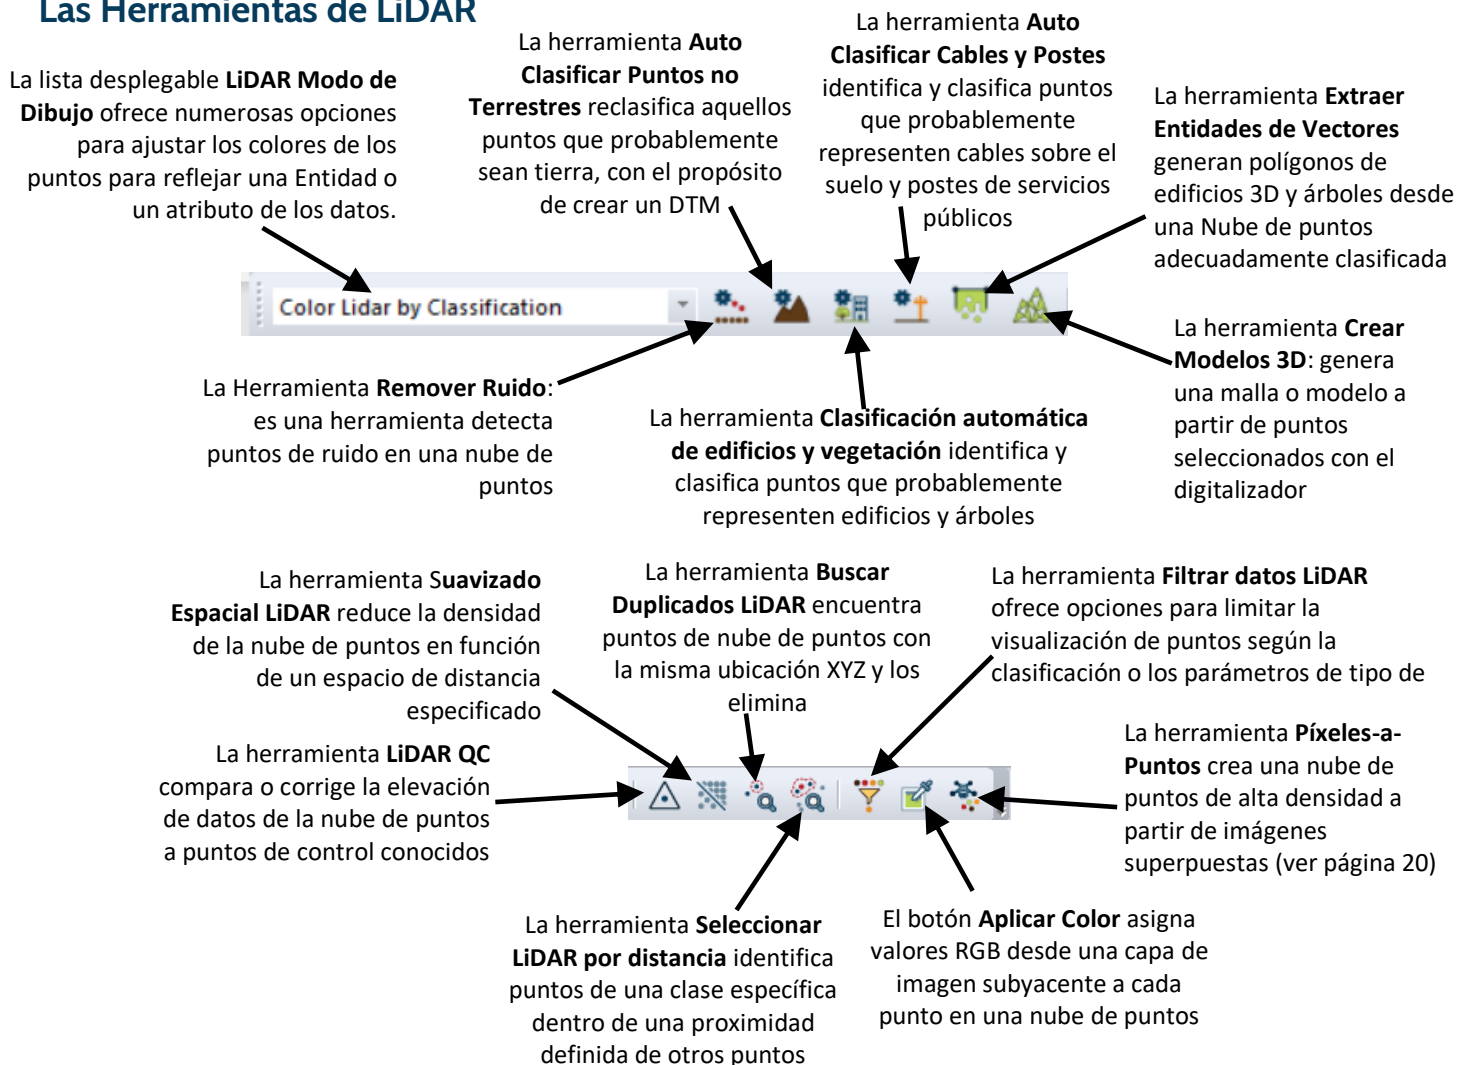 Las Herramientas de LiDAR
La lista desplegable LiDAR Modo de
Dibujo ofrece numerosas opciones
para ajustar los colores de los
puntos para reflejar una Entidad o
un atributo de los datos.
La herramienta Auto
Clasificar Puntos no
Terrestres reclasifica aquellos
puntos que probablemente
sean tierra, con el propósito
de crear un DTM
La herramienta Auto
Clasificar Cables y Postes
identifica y clasifica puntos
que probablemente
representen cables sobre el
suelo y postes de servicios
públicos
La herramienta Extraer
Entidades de Vectores
generan polígonos de
edificios 3D y árboles desde
una Nube de puntos
adecuadamente clasificada
Color Lidar by Classification
La Herramienta Remover Ruido:
es una herramienta detecta
puntos de ruido en una nube de
puntos
La herramienta Clasificación automática
de edificios y vegetación identifica y
clasifica puntos que probablemente
representen edificios y árboles
La herramienta Crear
Modelos 3D: genera
una malla o modelo a
partir de puntos
seleccionados con el
digitalizador
La herramienta Suavizado
Espacial LiDAR reduce la densidad
de la nube de puntos en función
de un espacio de distancia
especificado
La herramienta Buscar
Duplicados LiDAR encuentra
puntos de nube de puntos con
la misma ubicación XYZ y los
elimina
La herramienta Filtrar datos LiDAR
ofrece opciones para limitar la
visualización de puntos según la
clasificación o los parámetros de tipo de
La herramienta LiDAR QC
compara o corrige la elevación
de datos de la nube de puntos
a puntos de control conocidos
La herramienta Píxeles-a-
Puntos crea una nube de
puntos de alta densidad a
partir de imágenes
superpuestas (ver página 20)
La herramienta Seleccionar
LiDAR por distancia identifica
puntos de una clase específica
dentro de una proximidad
definida de otros puntos
El botón Aplicar Color asigna
valores RGB desde una capa de
imagen subyacente a cada
punto en una nube de puntos